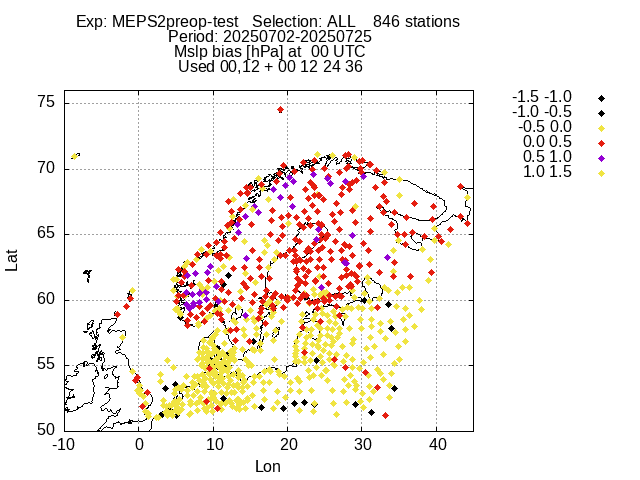 Exp: MEPS2preop-test   Selection: ALL    846 stations
Period: 20250702-20250725
Mslp bias [hPa] at  00 UTC
Used 00,12 + 00 12 24 36
-1.5 -1.0
-1.0 -0.5
-0.5 0.0
0.0 0.5
0.5 1.0
1.0 1.5
75
70
65
60
55
50
Lat
-10 0 10 20 30 40
Lon